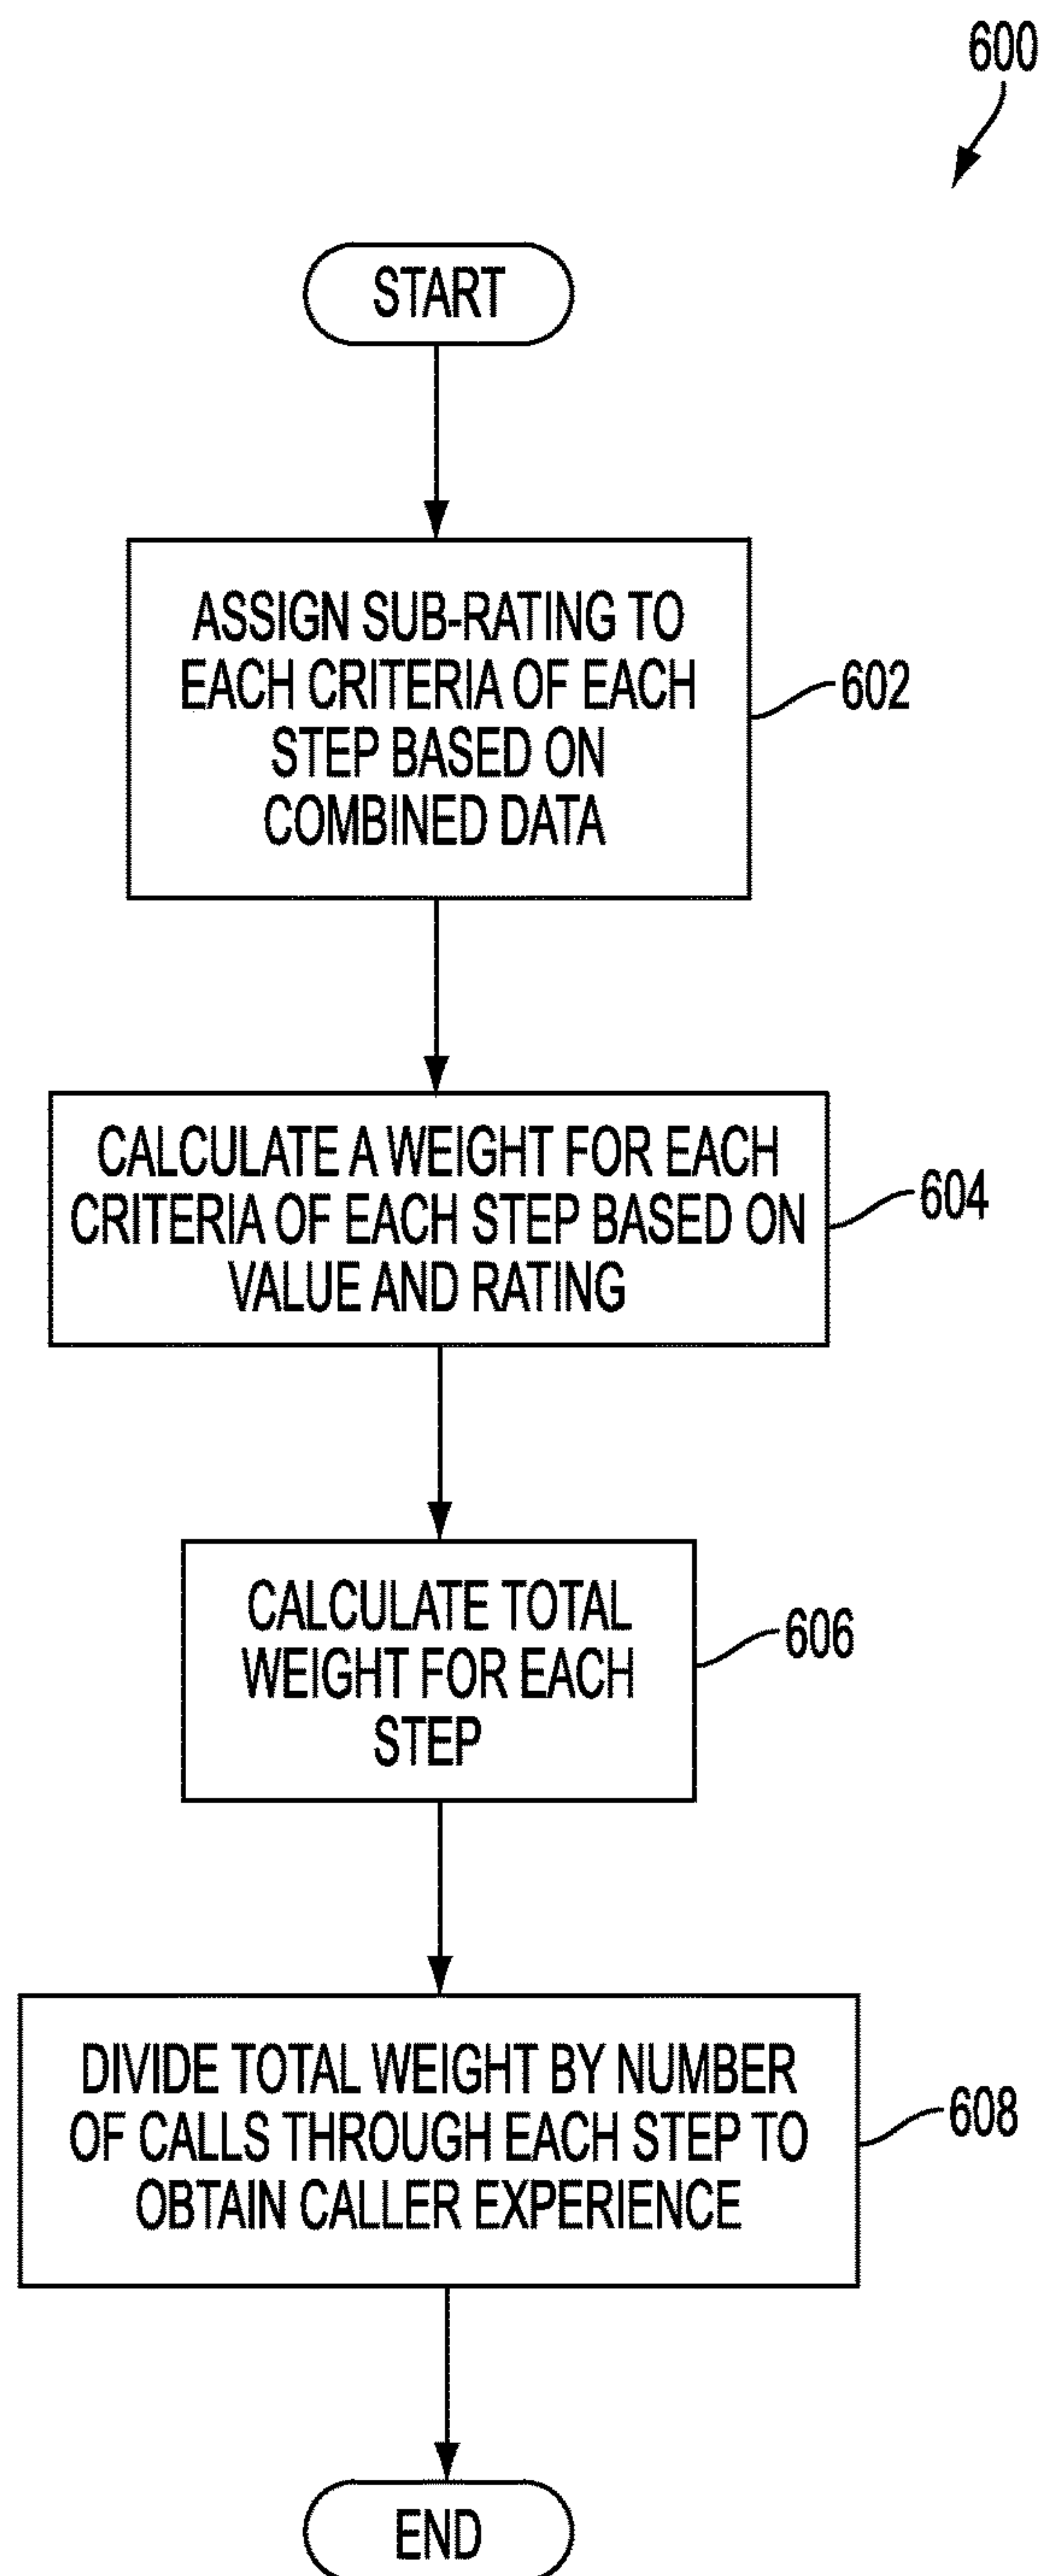 600
START
ASSIGN SUB-RATING TO
EACH CRITERIA OF EACH
STEP BASED ON
COMBINED DATA
602
CALCULATE A WEIGHT FOR EACH
CRITERIA OF EACH STEP BASED ON
VALUE AND RATING
604
CALCULATE TOTAL
WEIGHT FOR EACH
STEP
606
DIVIDE TOTAL WEIGHT BY NUMBER
OF CALLS THROUGH EACH STEP TO
OBTAIN CALLER EXPERIENCE
608
END